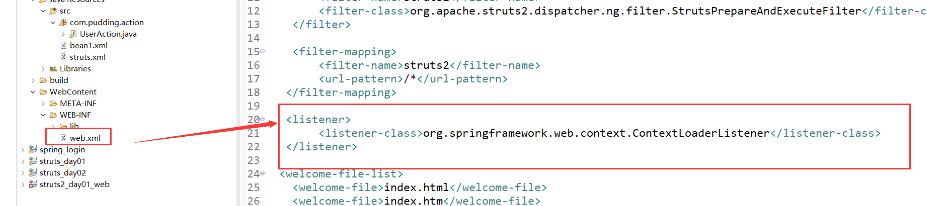 src
com.pudding.action
UserAction.java
bean1.xml
struts.xml
Libraries
build
WebContent
META-INF
WEB-INF
lib
web.xml
spring_login
struts_day01
struts_day02
struts2_day01_web
12 <filter-class>org.apache.struts2.dispatcher.ng.filter.StrutsPrepareAndExecuteFilter</filter-c
13 </filter>
14
15 <filter-mapping>
16 <filter-name>struts2</filter-name>
17 <url-pattern>/*</url-pattern>
18 </filter-mapping>
19
20 <listener>
21 <listener-class>org.springframework.web.context.ContextLoaderListener</listener-class>
22 </listener>
23
24 <welcome-file-list>
25 <welcome-file>index.html</welcome-file>
26 <welcome-file>index.htm</welcome-file>